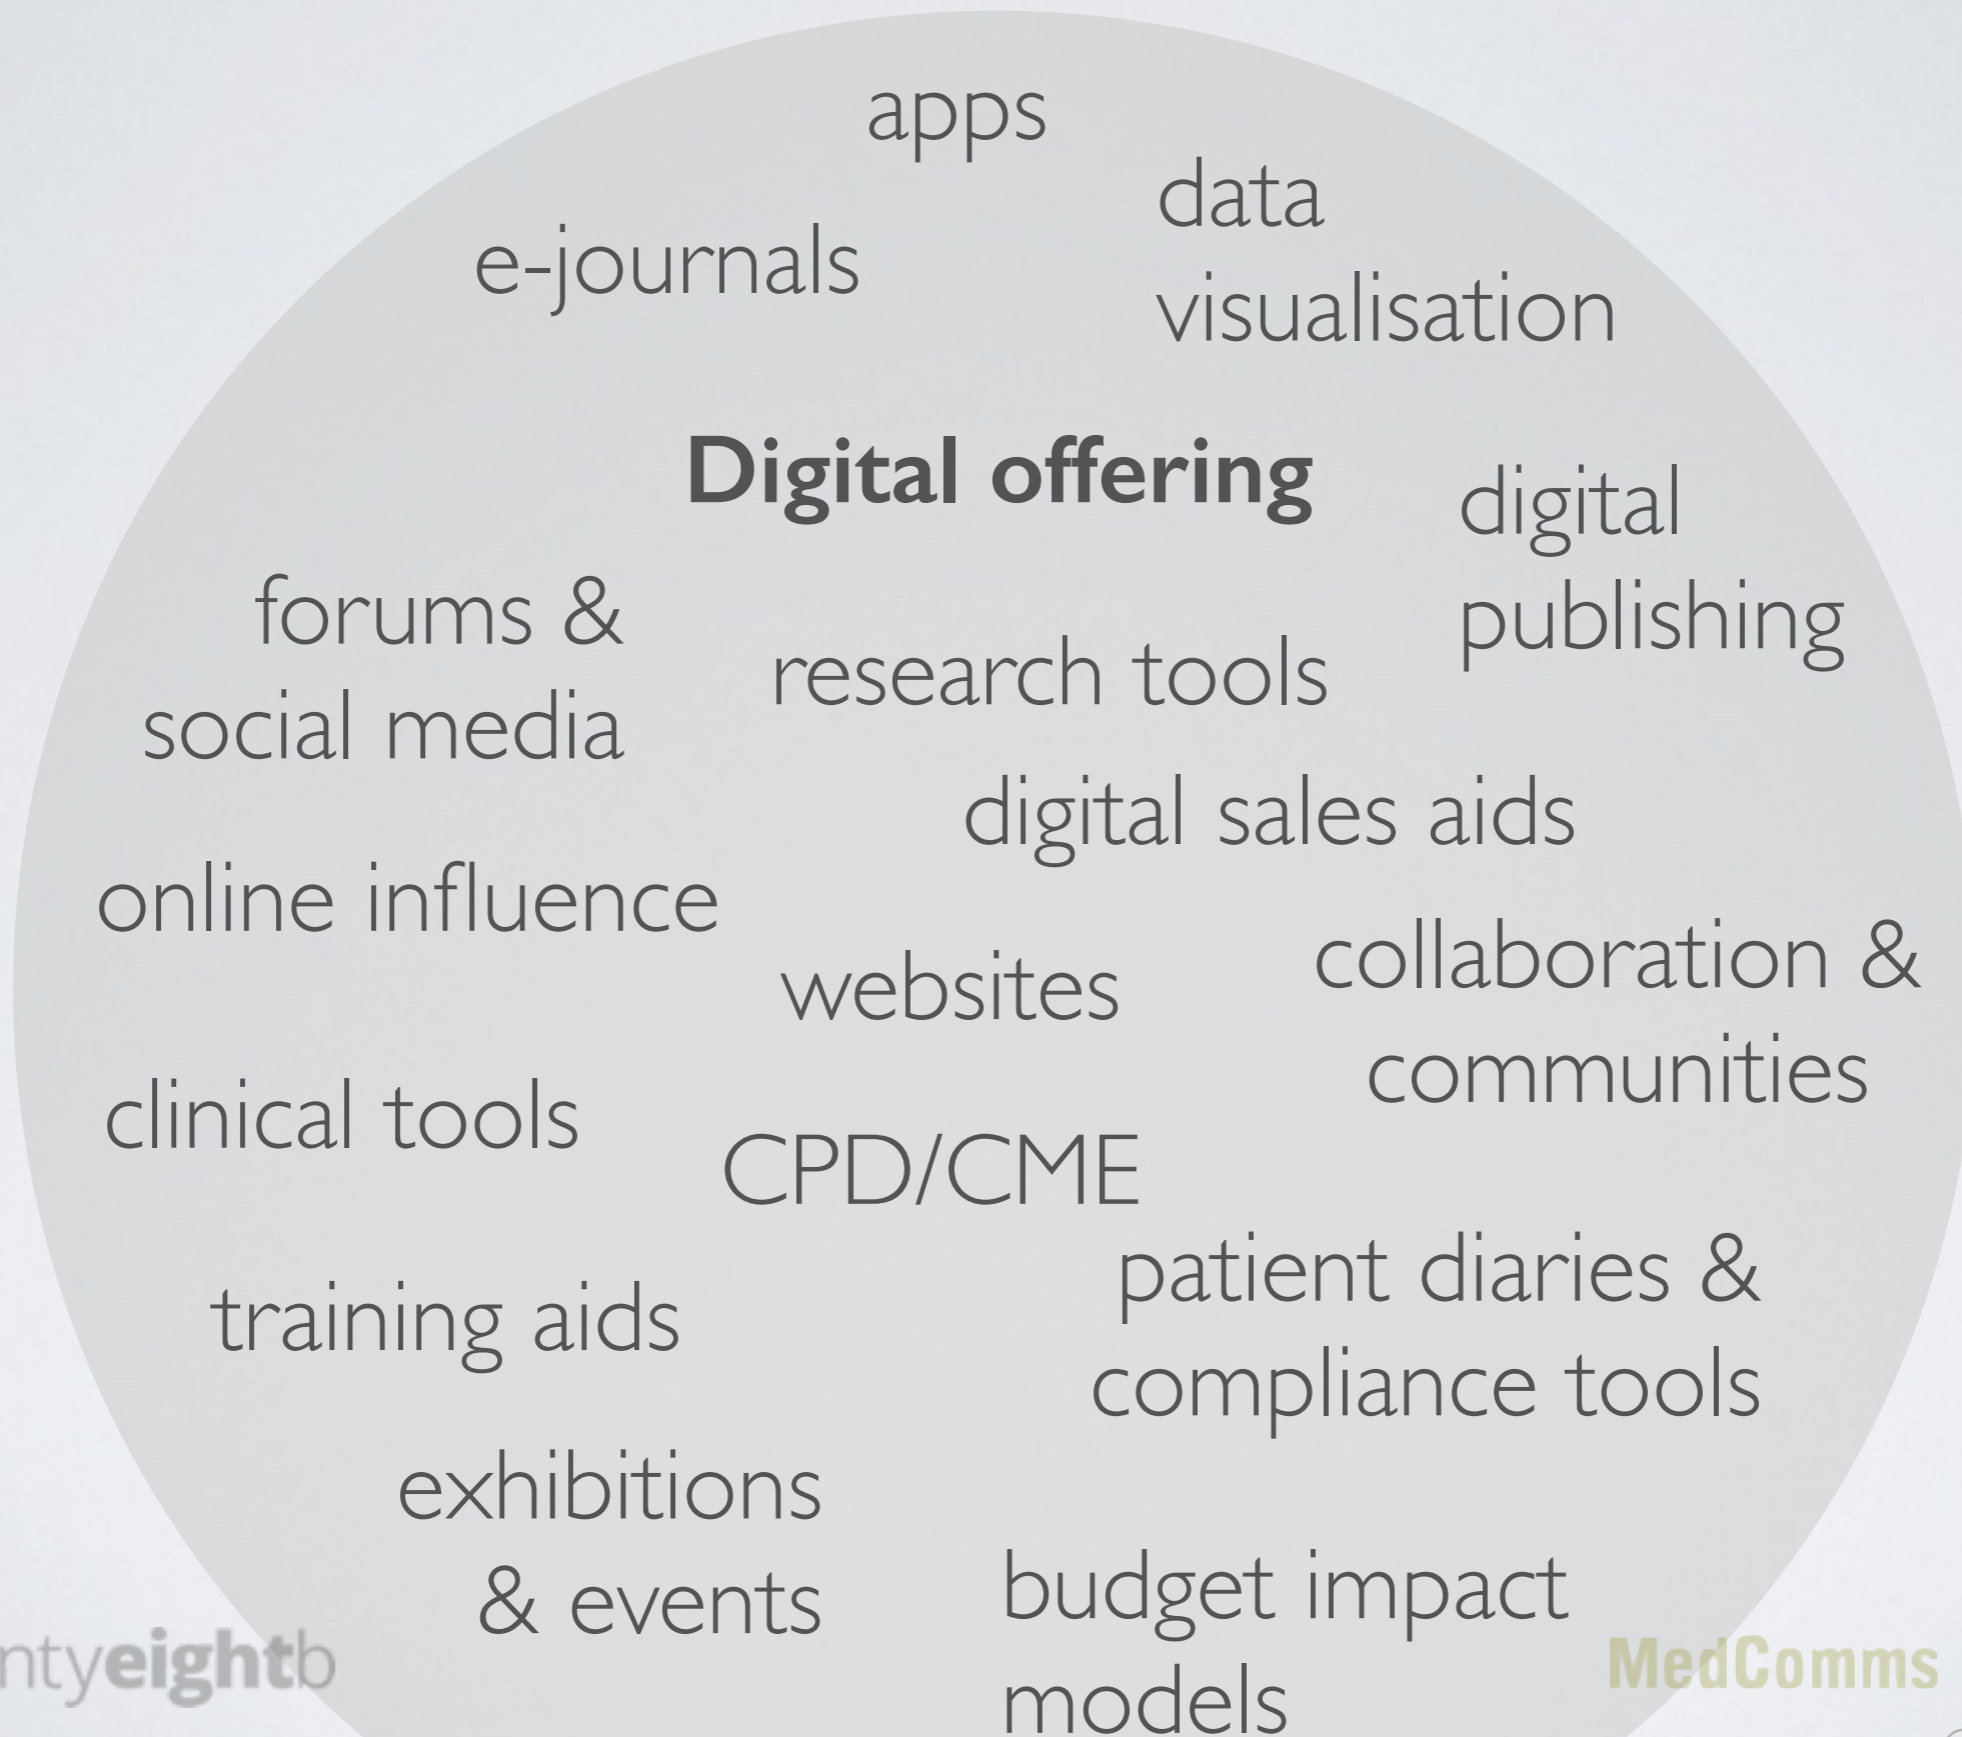 apps
data
visualisation
e-journals
Digital offering
digital
publishing
forums &
social media
research tools
digital sales aids
online influence
websites
collaboration &
communities
clinical tools
CPD/CME
training aids
patient diaries &
compliance tools
exhibitions
& events
budget impact
models
ntyeightb
MedComms